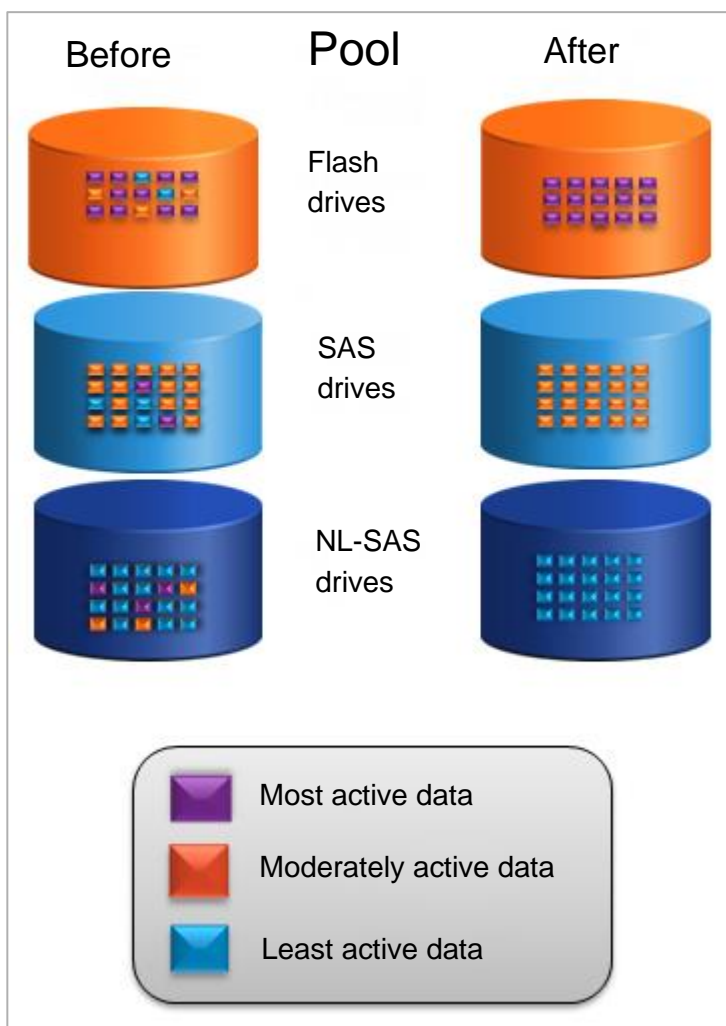 Before Pool After
Flash
drives
SAS
drives
NL-SAS
drives
Most active data
Moderately active data
Least active data